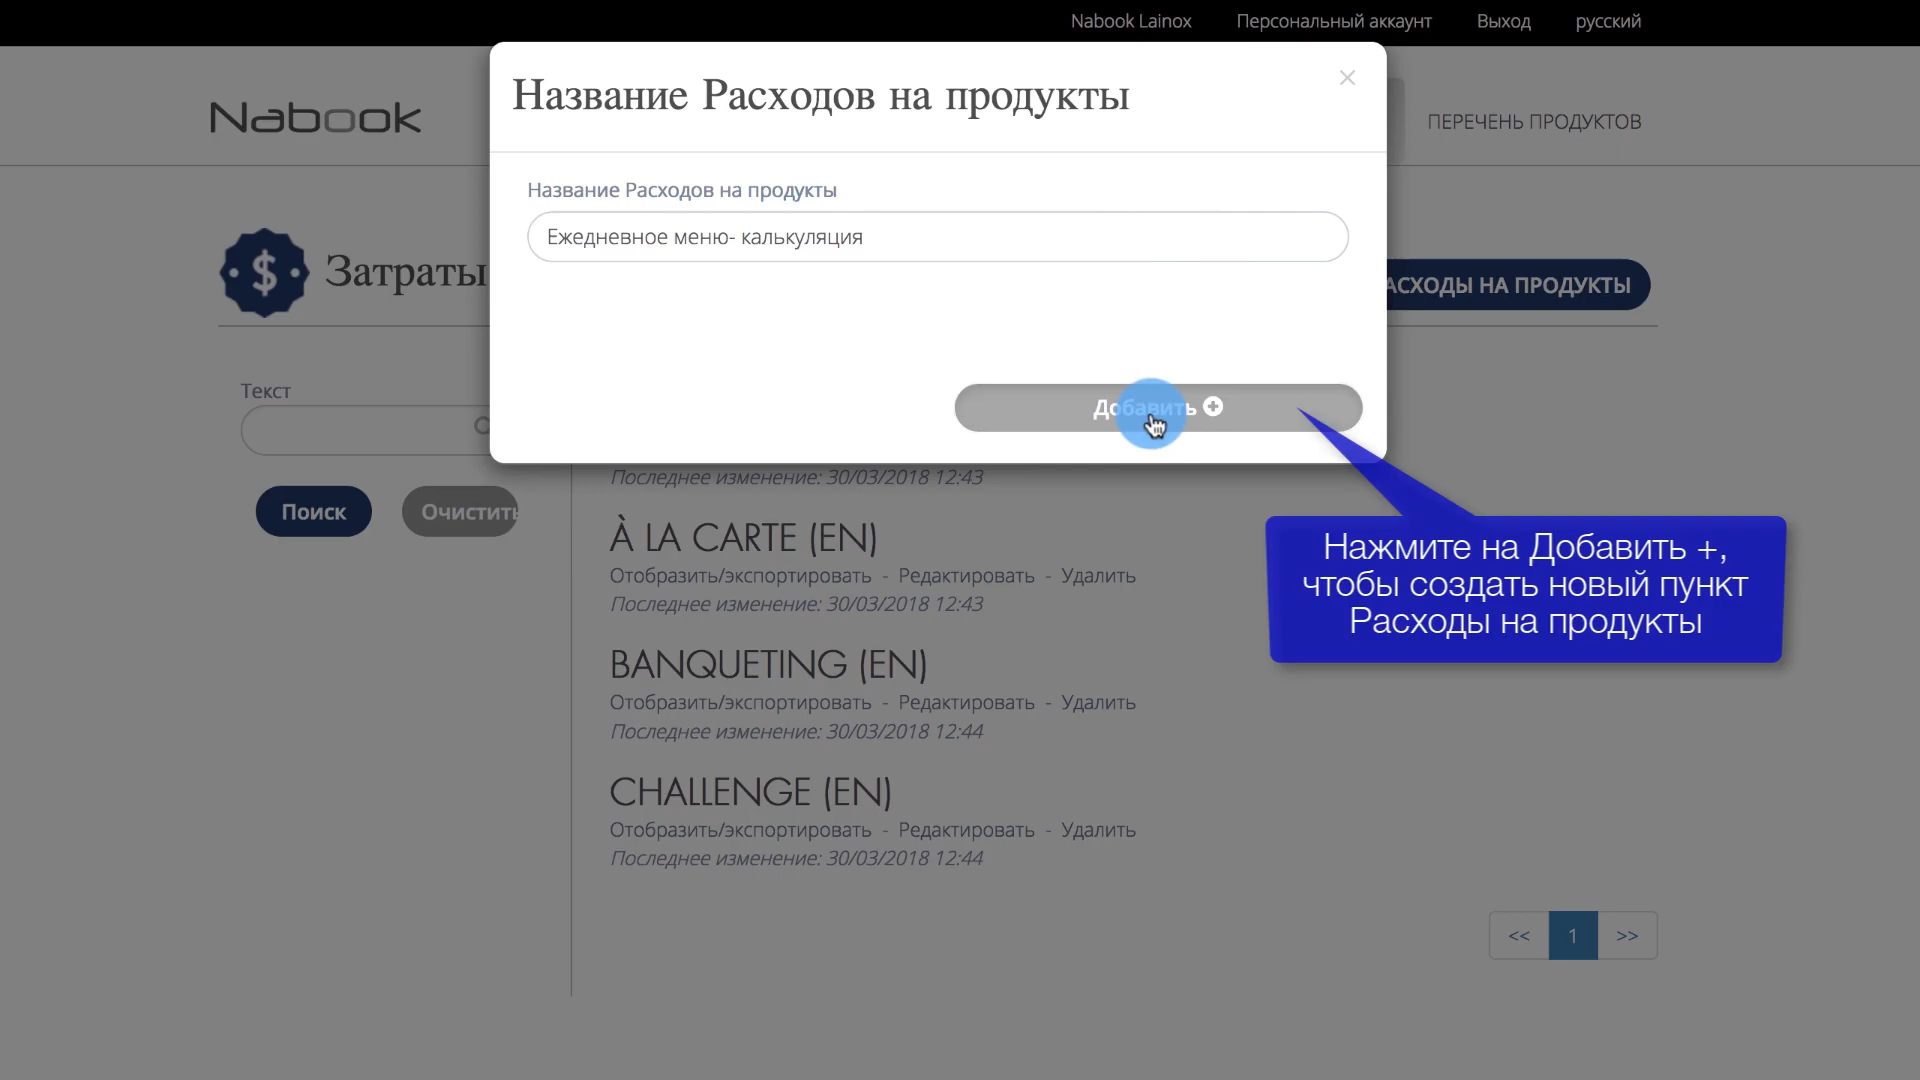 Nabook Lainox Персональный аккаунт Выход русский
Название Расходов на продукты
Nabook
ПЕРЕЧЕНЬ ПРОДУКТОВ
Название Расходов на продукты
Ежедневное меню- калькуляция
Затраты
АСХОДЫ НА ПРОДУКТЫ
Текст
Добавить
Последнее изменение: 30/03/2018 12:43
Поиск
Очистить
À LA CARTE (EN)
Отобразить/экспортировать - Редактировать - Удалить
Последнее изменение: 30/03/2018 12:43
Нажмите на Добавить +,
чтобы создать новый пункт
Расходы на продукты
BANQUETING (EN)
Отобразить/экспортировать - Редактировать - Удалить
Последнее изменение: 30/03/2018 12:44
CHALLENGE (EN)
Отобразить/экспортировать - Редактировать - Удалить
Последнее изменение: 30/03/2018 12:44
<< 1 >>